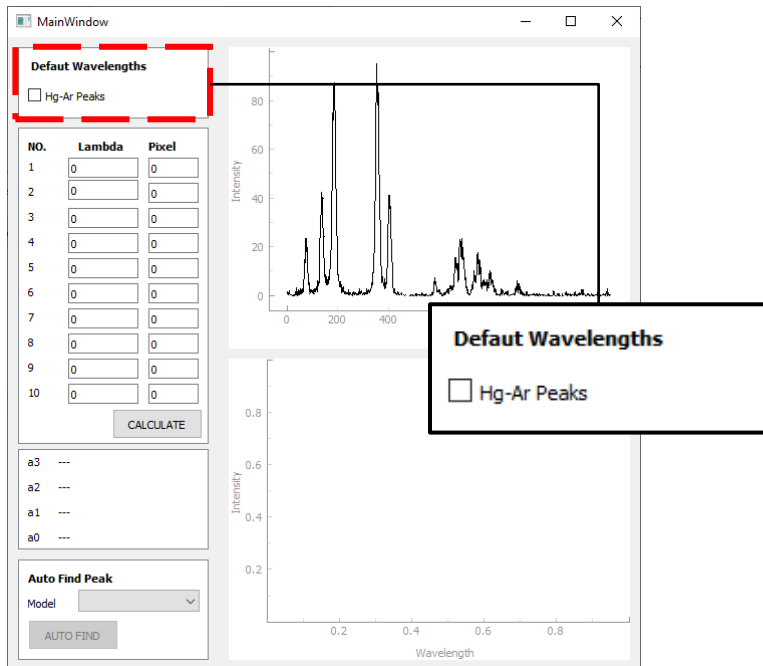 MainWindow
Defaut Wavelengths
Hg-Ar Peaks
NO. Lambda Pixel
1 0 0
2 0 0
3 0 0
4 0 0
5 0 0
6 0 0
7 0 0
8 0 0
9 0 0
10 0 0
CALCULATE
a3 ---
a2 ---
a1 ---
a0 ---
Auto Find Peak
Model
AUTO FIND
Intensity
80
60
40
20
0
0 200 400
Defaut Wavelengths
Hg-Ar Peaks
Intensity
0.8
0.6
0.4
0.2
0.2 0.4 0.6 0.8
Wavelength